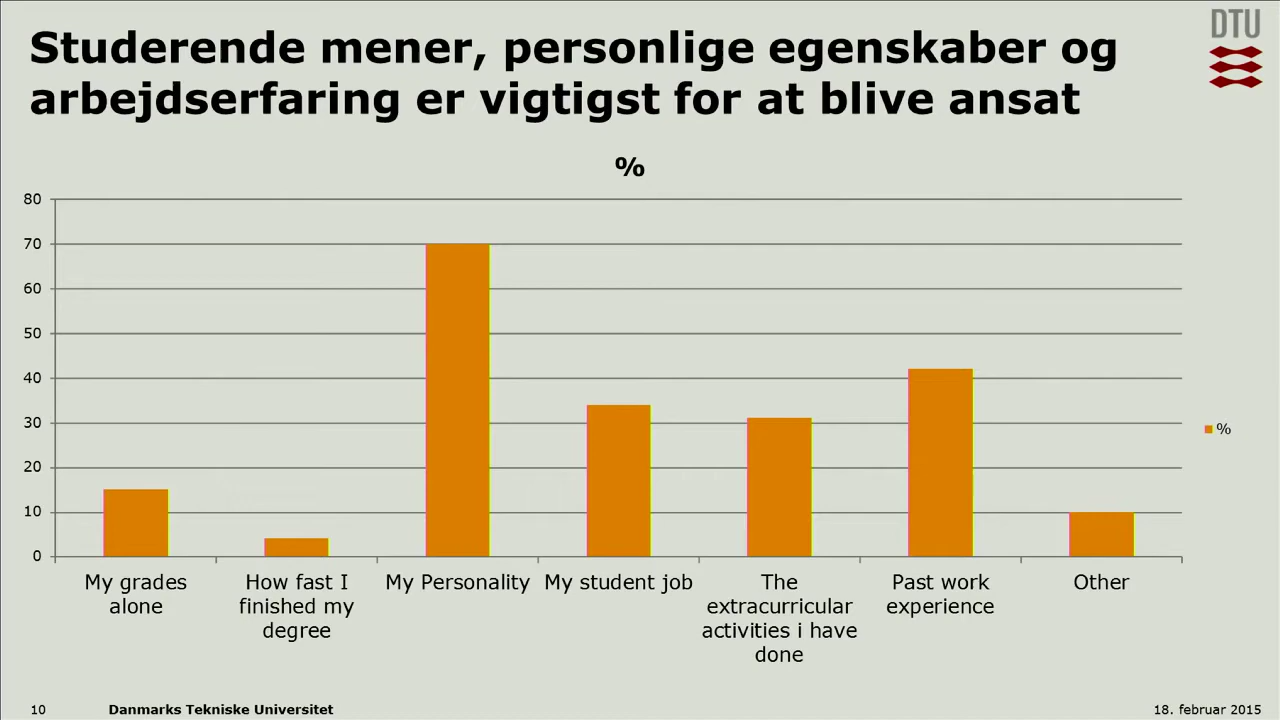 DTU
Studerende mener, personlige egenskaber og
arbejdserfaring er vigtigst for at blive ansat
%
80
70
60
50
40
30
20
10
0
%
My grades
alone
How fast I
finished my
degree
My Personality
My student job
The
extracurricular
activities i have
done
Past work
experience
Other
10
Danmarks Tekniske Universitet
18. februar 2015